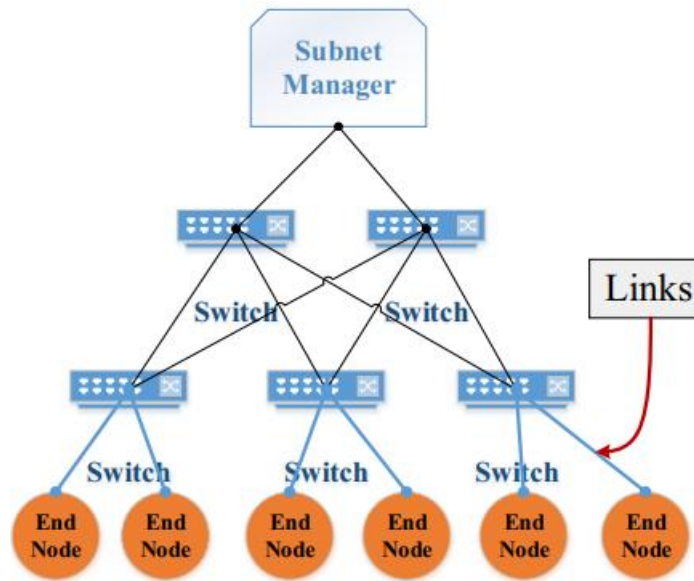 Subnet
Manager
Switch
Switch
Links
Switch
Switch
Switch
End
Node
End
Node
End
Node
End
Node
End
Node
End
Node